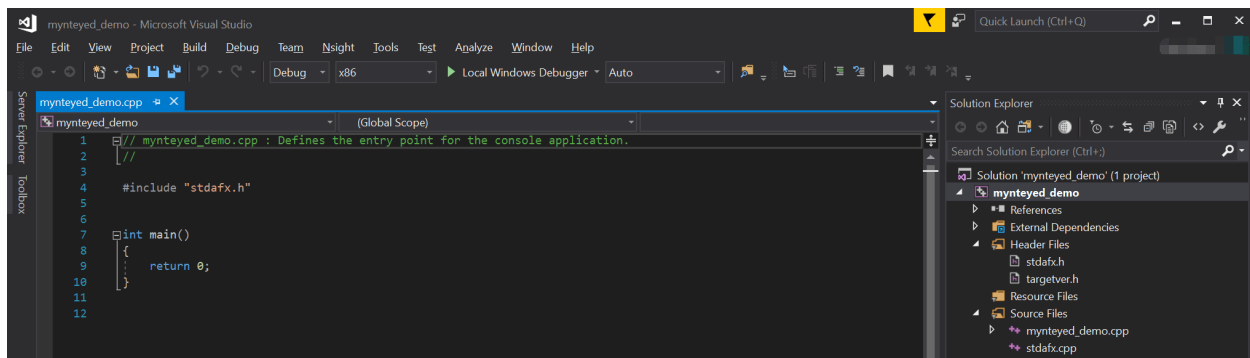 mynteyed_demo - Microsoft Visual Studio
Quick Launch (Ctrl+Q)
File Edit View Project Build Debug Team Nsight Tools Test Analyze Window Help
Debug x86 Local Windows Debugger Auto
Server Explorer
Toolbox
mynteyed_demo.cpp
mynteyed_demo (Global Scope)
1 // mynteyed_demo.cpp : Defines the entry point for the console application.
2 //
3
4 #include "stdafx.h"
5
6
7 int main()
8 {
9 return 0;
10 }
11
12
Solution Explorer
Search Solution Explorer (Ctrl+;)
Solution 'mynteyed_demo' (1 project)
mynteyed_demo
References
External Dependencies
Header Files
stdafx.h
targetver.h
Resource Files
Source Files
mynteyed_demo.cpp
stdafx.cpp